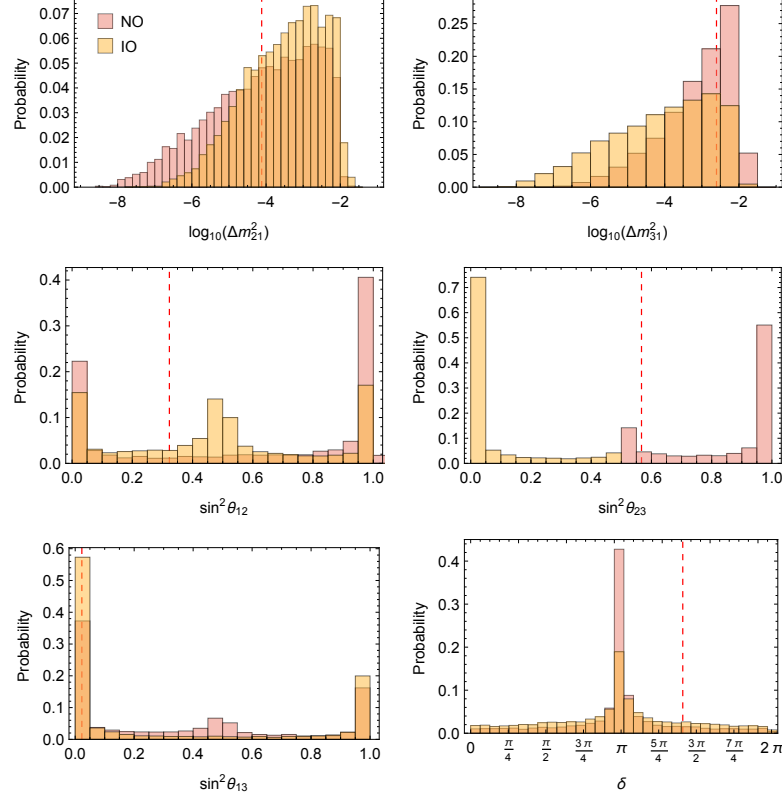 NO
IO
Probability
0.00
0.01
0.02
0.03
0.04
0.05
0.06
0.07
-8 -6 -4 -2
log10(Δm²21)
Probability
0.00
0.05
0.10
0.15
0.20
0.25
-8 -6 -4 -2
log10(Δm²31)
Probability
0.0
0.2
0.4
0.0 0.2 0.4 0.6 0.8 1.0
sin²θ12
Probability
0.0
0.1
0.2
0.3
0.4
0.5
0.6
0.7
0.0 0.2 0.4 0.6 0.8 1.0
sin²θ23
Probability
0.0
0.1
0.2
0.3
0.4
0.5
0.6
0.0 0.2 0.4 0.6 0.8 1.0
sin²θ13
Probability
0.0
0.1
0.2
0.3
0.4
0 π/4 π/2 3π/4 π 5π/4 3π/2 7π/4 2π
δ